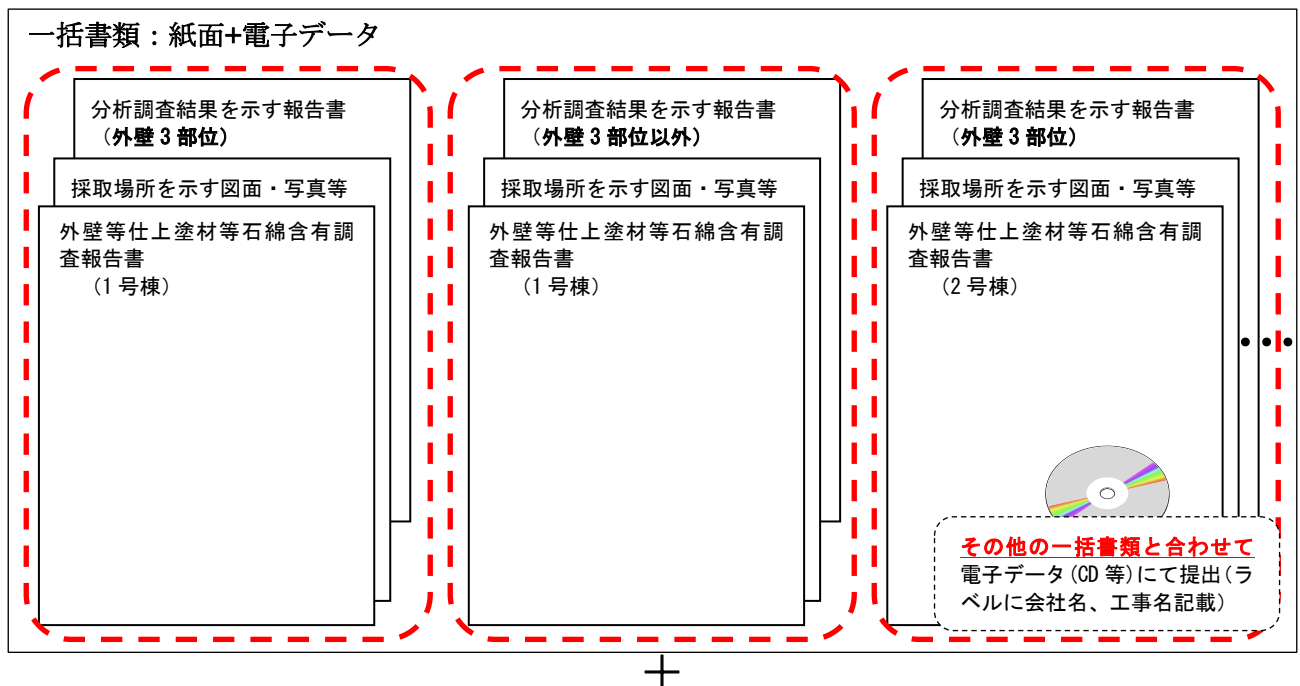 一括書類：紙面+電子データ
分析調査結果を示す報告書
（外壁3部位）
採取場所を示す図面・写真等
外壁等仕上塗材等石綿含有調
査報告書
（1号棟）
分析調査結果を示す報告書
（外壁3部位以外）
採取場所を示す図面・写真等
外壁等仕上塗材等石綿含有調
査報告書
（1号棟）
分析調査結果を示す報告書
（外壁3部位）
採取場所を示す図面・写真等
外壁等仕上塗材等石綿含有調
査報告書
（2号棟）
・・・
その他の一括書類と合わせて
電子データ(CD等)にて提出(ラ
ベルに会社名、工事名記載）
＋